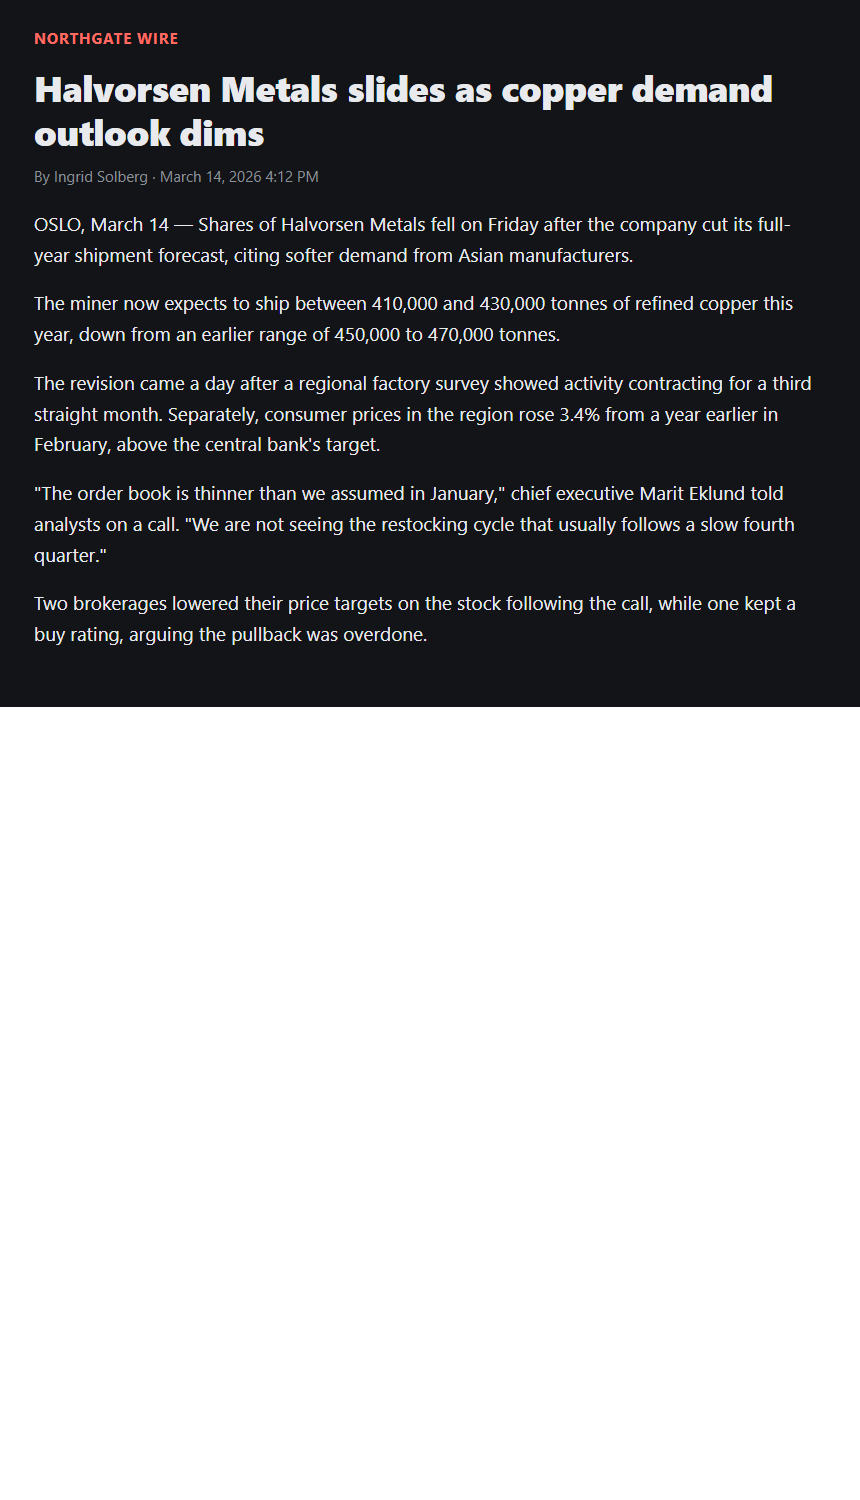 NORTHGATE WIRE
Halvorsen Metals slides as copper demand
outlook dims
By Ingrid Solberg · March 14, 2026 4:12 PM
OSLO, March 14 — Shares of Halvorsen Metals fell on Friday after the company cut its full-
year shipment forecast, citing softer demand from Asian manufacturers.
The miner now expects to ship between 410,000 and 430,000 tonnes of refined copper this
year, down from an earlier range of 450,000 to 470,000 tonnes.
The revision came a day after a regional factory survey showed activity contracting for a third
straight month. Separately, consumer prices in the region rose 3.4% from a year earlier in
February, above the central bank's target.
"The order book is thinner than we assumed in January," chief executive Marit Eklund told
analysts on a call. "We are not seeing the restocking cycle that usually follows a slow fourth
quarter."
Two brokerages lowered their price targets on the stock following the call, while one kept a
buy rating, arguing the pullback was overdone.